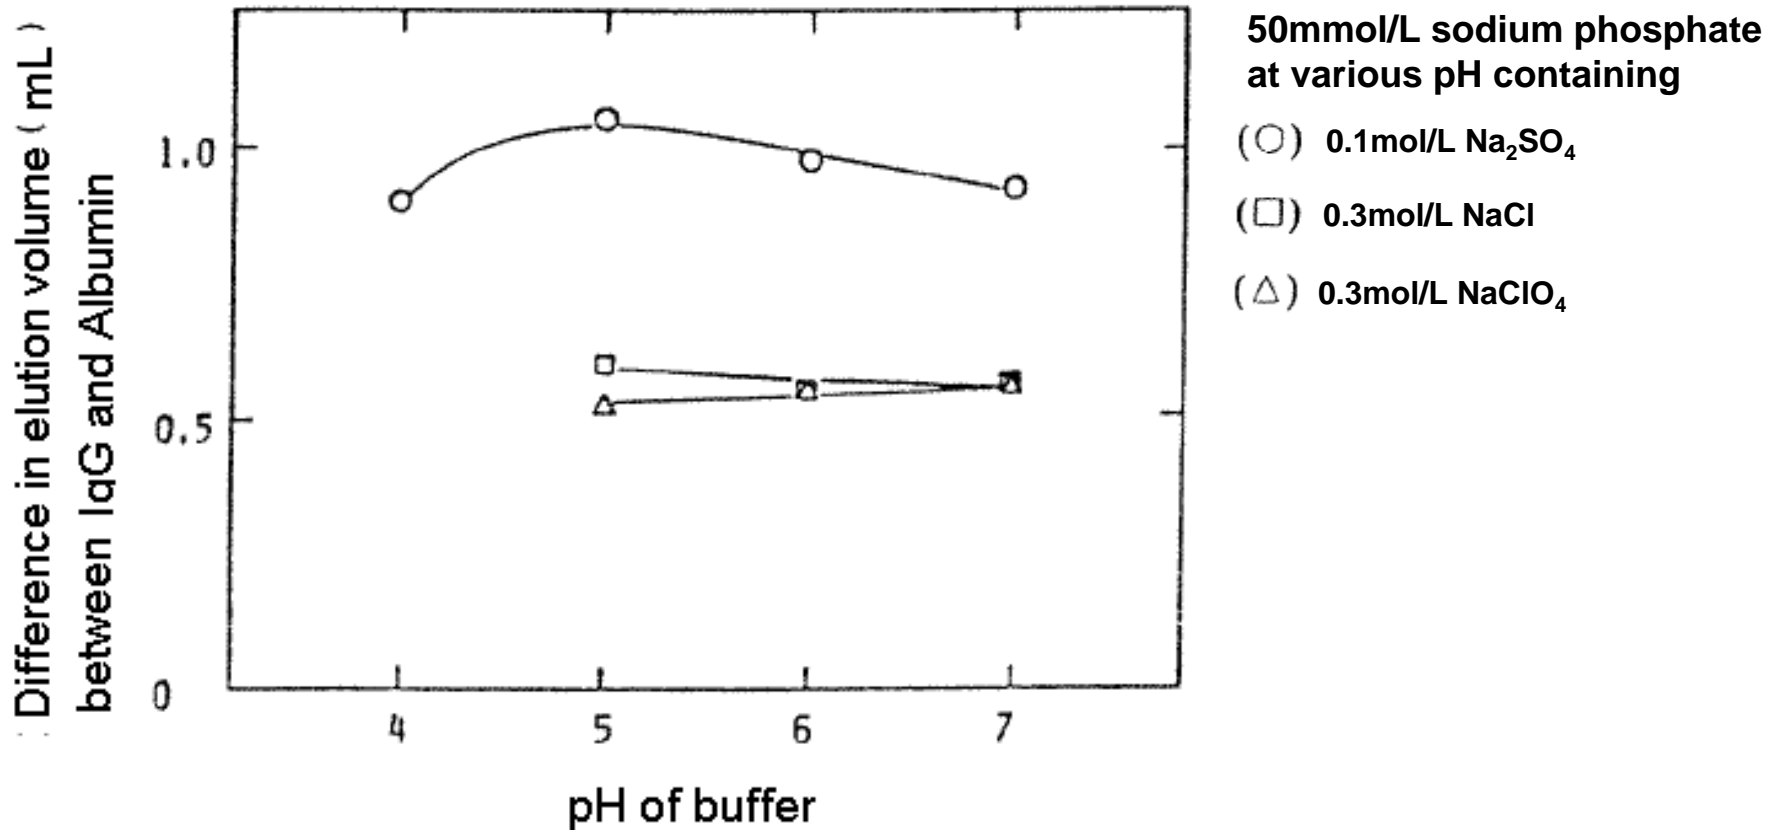 : Difference in elution volume ( mL )
between IqG and Albumin
1.0
0.5
0
4 5 6 7
pH of buffer
50mmol/L sodium phosphate
at various pH containing
(○) 0.1mol/L Na₂SO₄
(□) 0.3mol/L NaCl
(△) 0.3mol/L NaClO₄